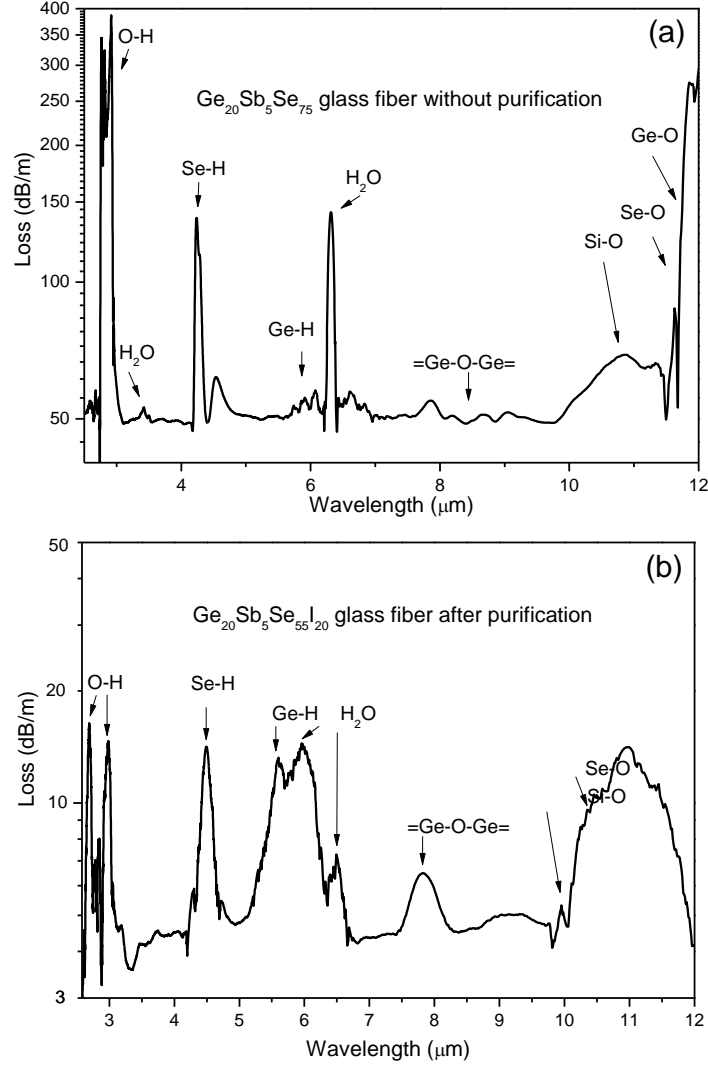 (a)
O-H
Ge₂₀Sb₅Se₇₅ glass fiber without purification
Se-H
H₂O
Ge-O
Se-O
Si-O
H₂O
Ge-H
=Ge-O-Ge=
Loss (dB/m)
400
350
300
250
200
150
100
50
4 6 8 10 12
Wavelength (μm)
(b)
Ge₂₀Sb₅Se₅₅I₂₀ glass fiber after purification
O-H
Se-H
Ge-H
H₂O
Se-O
Si-O
=Ge-O-Ge=
Loss (dB/m)
50
20
10
3
3 4 5 6 7 8 9 10 11 12
Wavelength (μm)